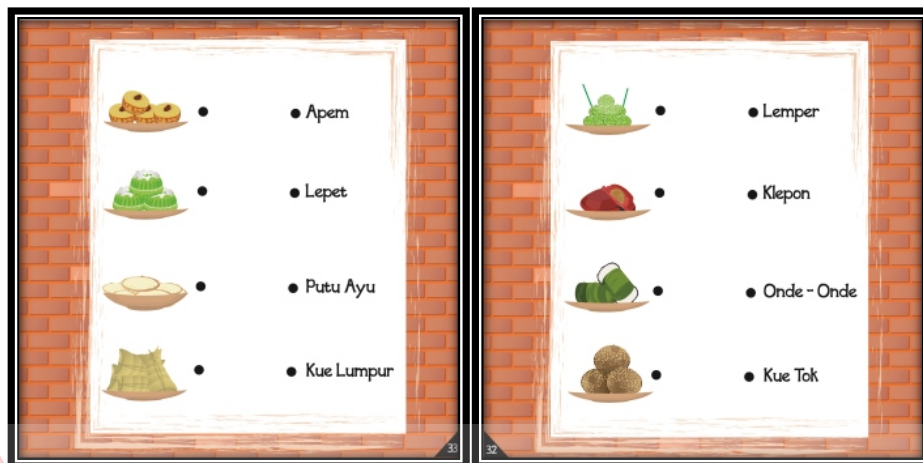 Apem
Lepet
Putu Ayu
Kue Lumpur
33
Lemper
Klepon
Onde - Onde
Kue Tok
32